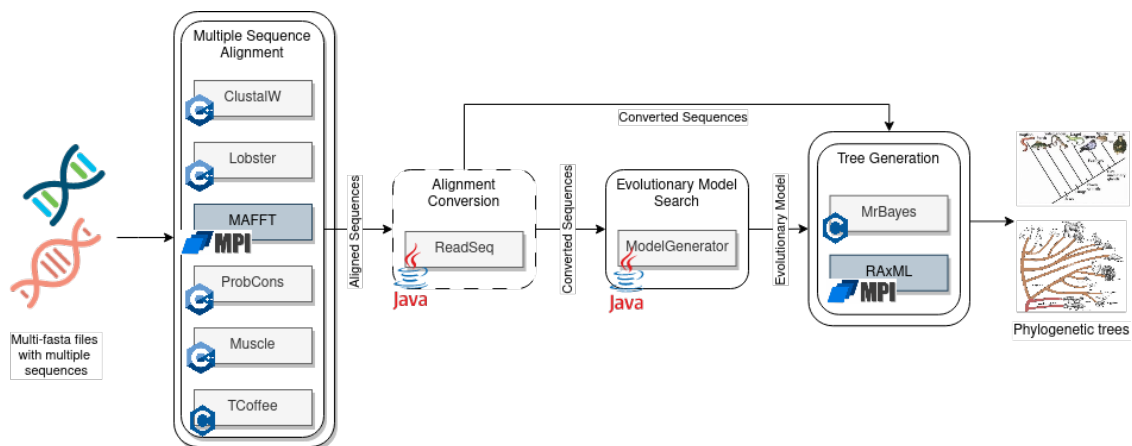 Multi-fasta files
with multiple
sequences
Multiple Sequence
Alignment
ClustalW
Lobster
MAFFT
MPI
ProbCons
Muscle
TCoffee
Aligned Sequences
Alignment
Conversion
ReadSeq
Java
Converted Sequences
Converted Sequences
Evolutionary Model
Search
ModelGenerator
Java
Evolutionary Model
Tree Generation
MrBayes
RAxML
MPI
Phylogenetic trees